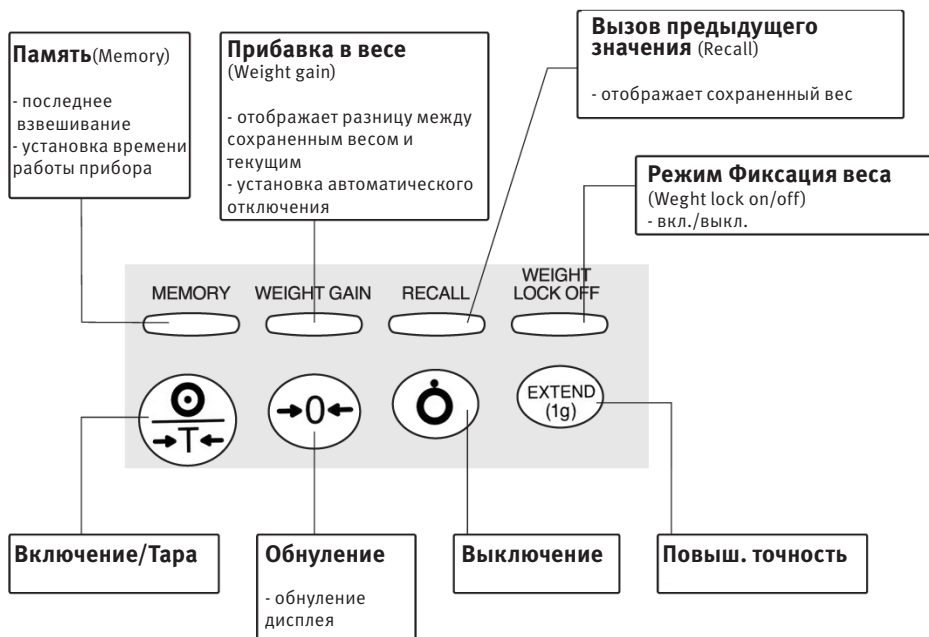 Память(Memory)
- последнее
взвешивание
- установка времени
работы прибора
Прибавка в весе
(Weight gain)
- отображает разницу между
сохраненным весом и
текущим
- установка автоматического
отключения
Вызов предыдущего
значения (Recall)
- отображает сохраненный вес
Режим Фиксация веса
(Weght lock on/off)
- вкл./выкл.
MEMORY
WEIGHT GAIN
RECALL
WEIGHT
LOCK OFF
→T←
→0←
EXTEND
(1g)
Включение/Тара
Обнуление
- обнуление
дисплея
Выключение
Повыш. точность